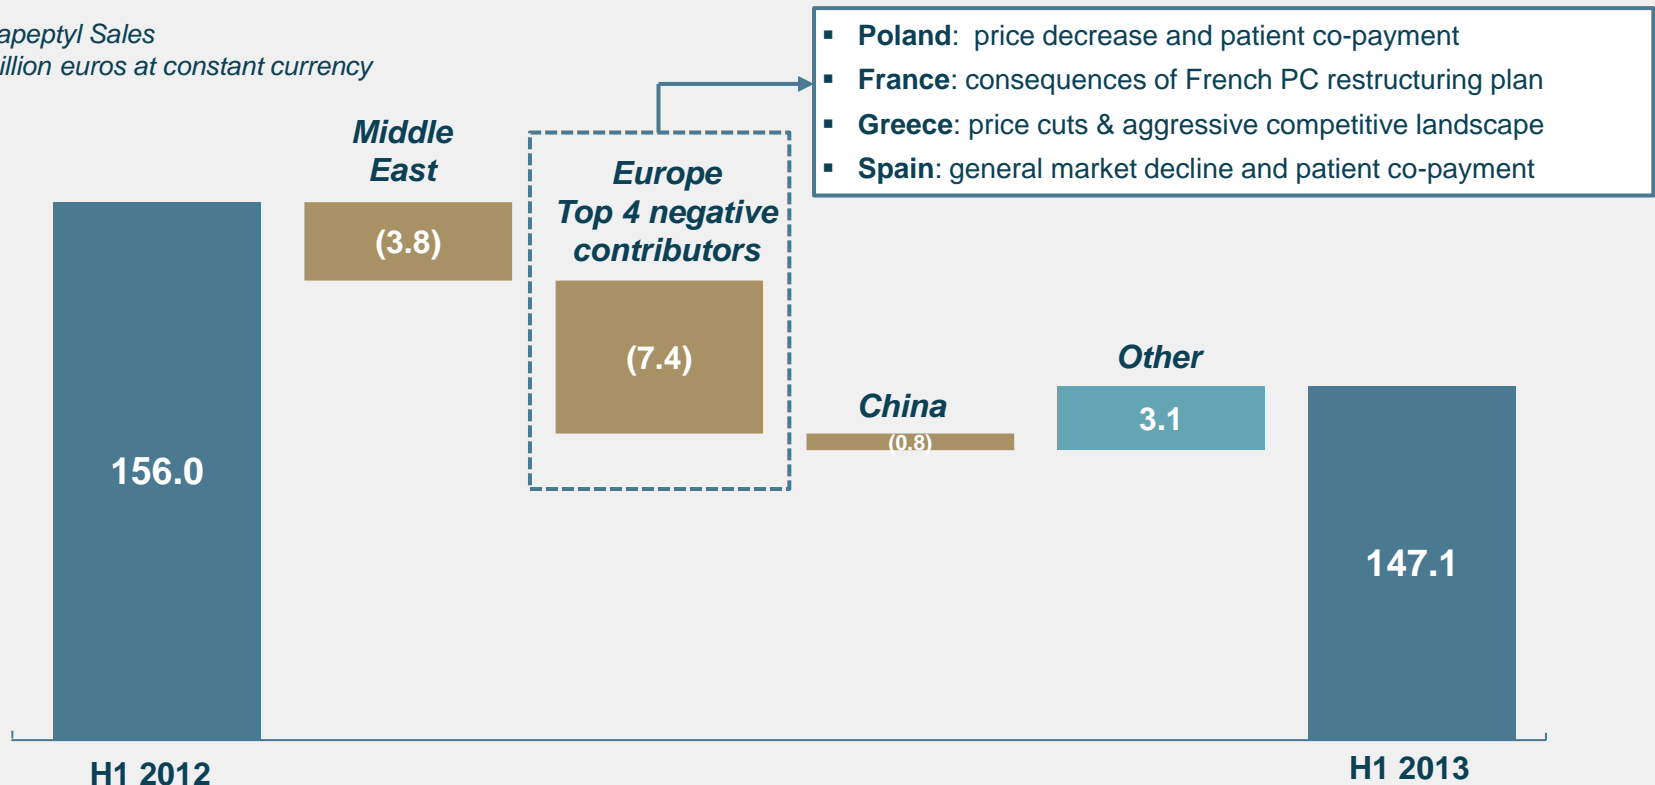 apeptyl Sales
illion euros at constant currency
▪ Poland: price decrease and patient co-payment
▪ France: consequences of French PC restructuring plan
▪ Greece: price cuts & aggressive competitive landscape
▪ Spain: general market decline and patient co-payment
Middle
East
Europe
Top 4 negative
contributors
(3.8)
(7.4)
Other
China
3.1
(0.8)
156.0
147.1
H1 2012
H1 2013